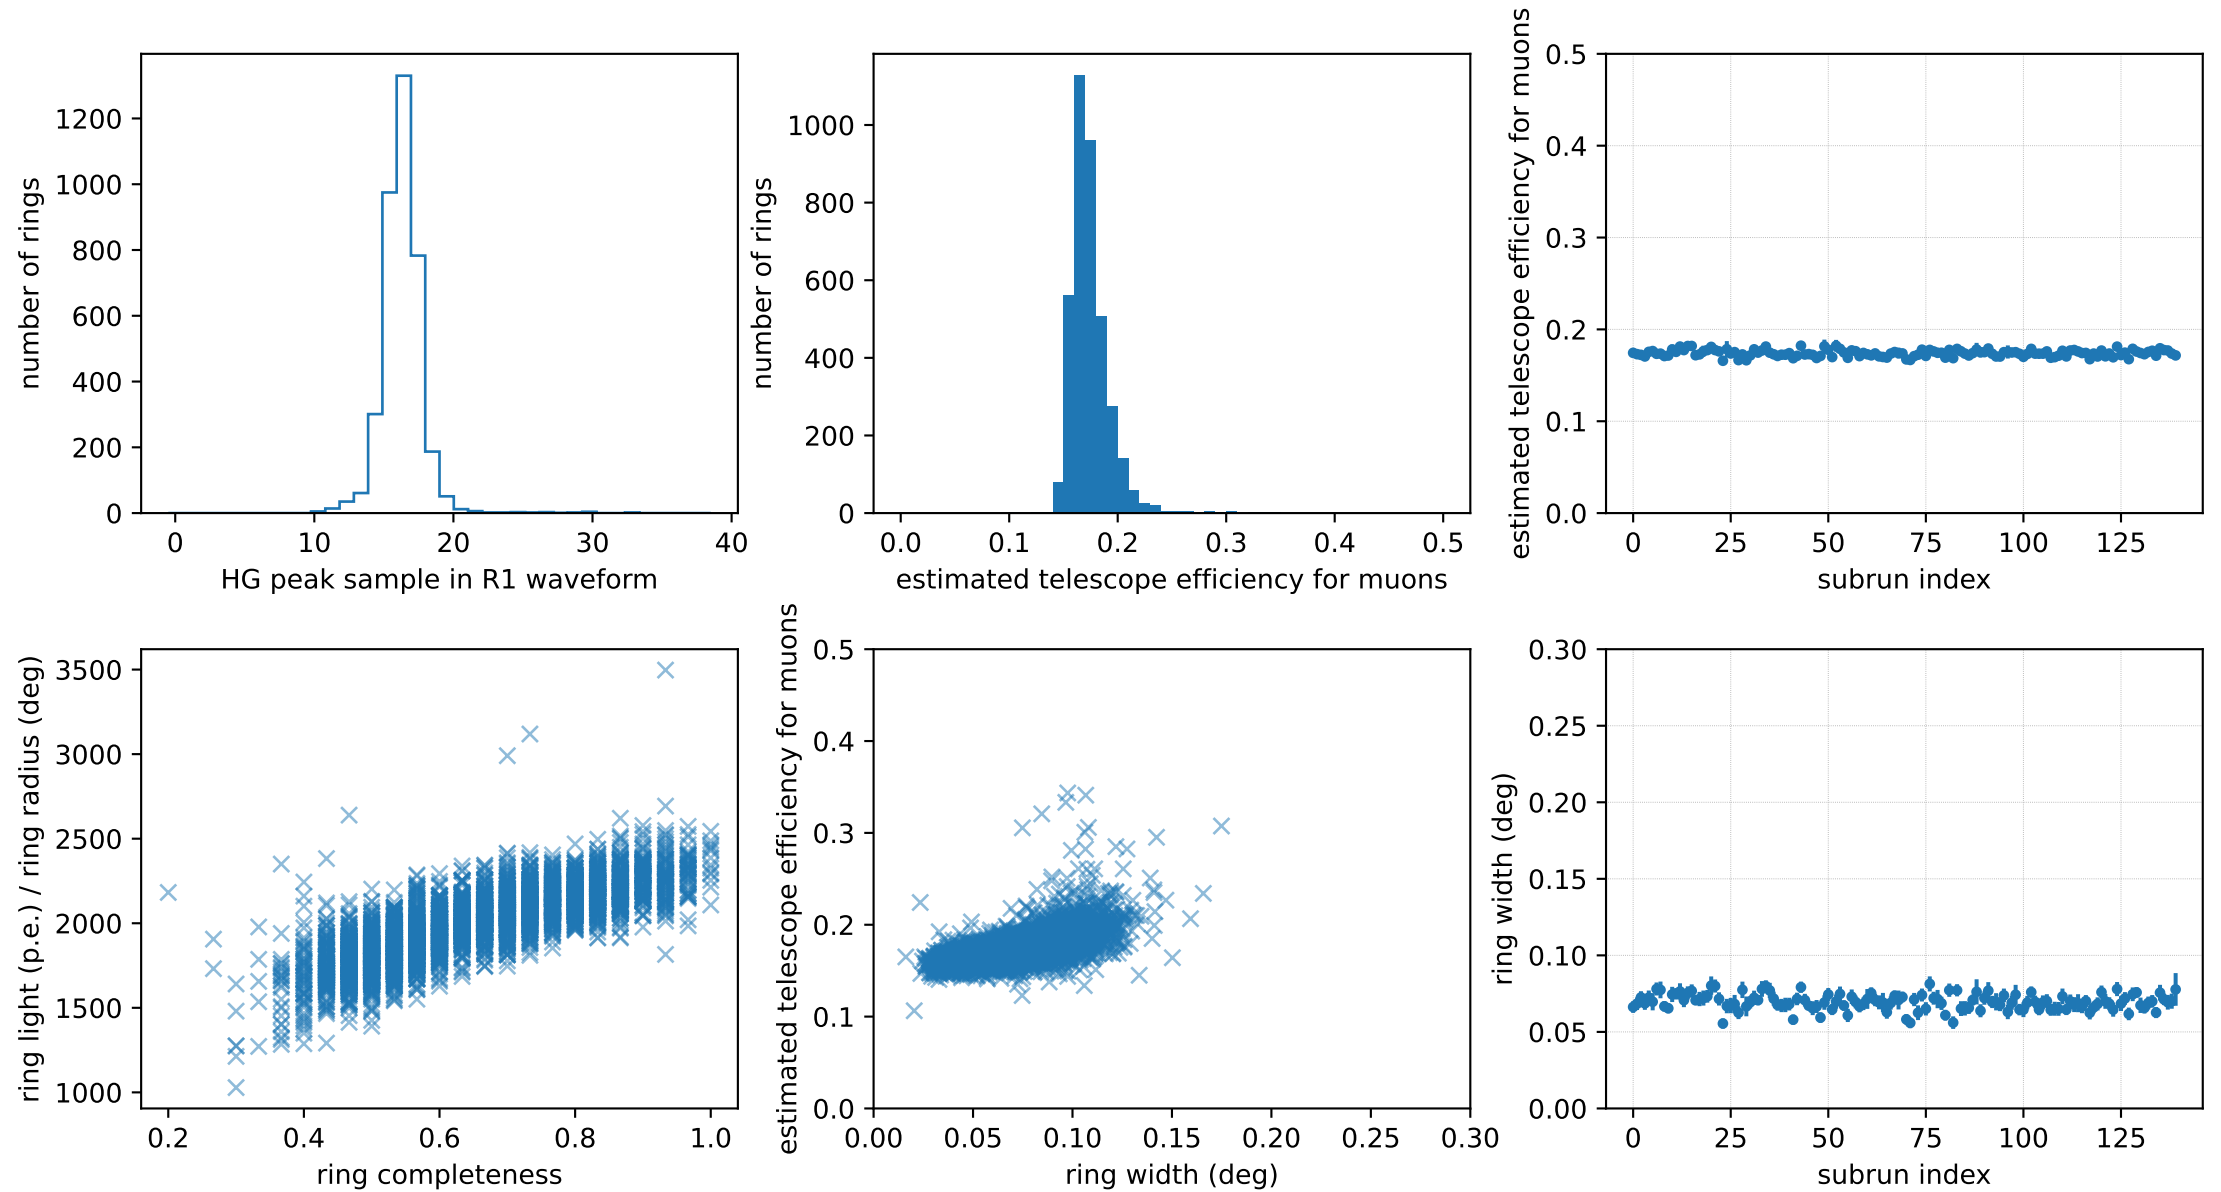 number of rings
1200
1000
800
600
400
200
0
0 10 20 30 40
HG peak sample in R1 waveform
number of rings
1000
800
600
400
200
0
0.0 0.1 0.2 0.3 0.4 0.5
estimated telescope efficiency for muons
estimated telescope efficiency for muons
0.5
0.4
0.3
0.2
0.1
0.0
0 25 50 75 100 125
subrun index
ring light (p.e.) / ring radius (deg)
3500
3000
2500
2000
1500
1000
0.2 0.4 0.6 0.8 1.0
ring completeness
estimated telescope efficiency for muons
0.5
0.4
0.3
0.2
0.1
0.0
0.00 0.05 0.10 0.15 0.20 0.25 0.30
ring width (deg)
ring width (deg)
0.30
0.25
0.20
0.15
0.10
0.05
0.00
0 25 50 75 100 125
subrun index